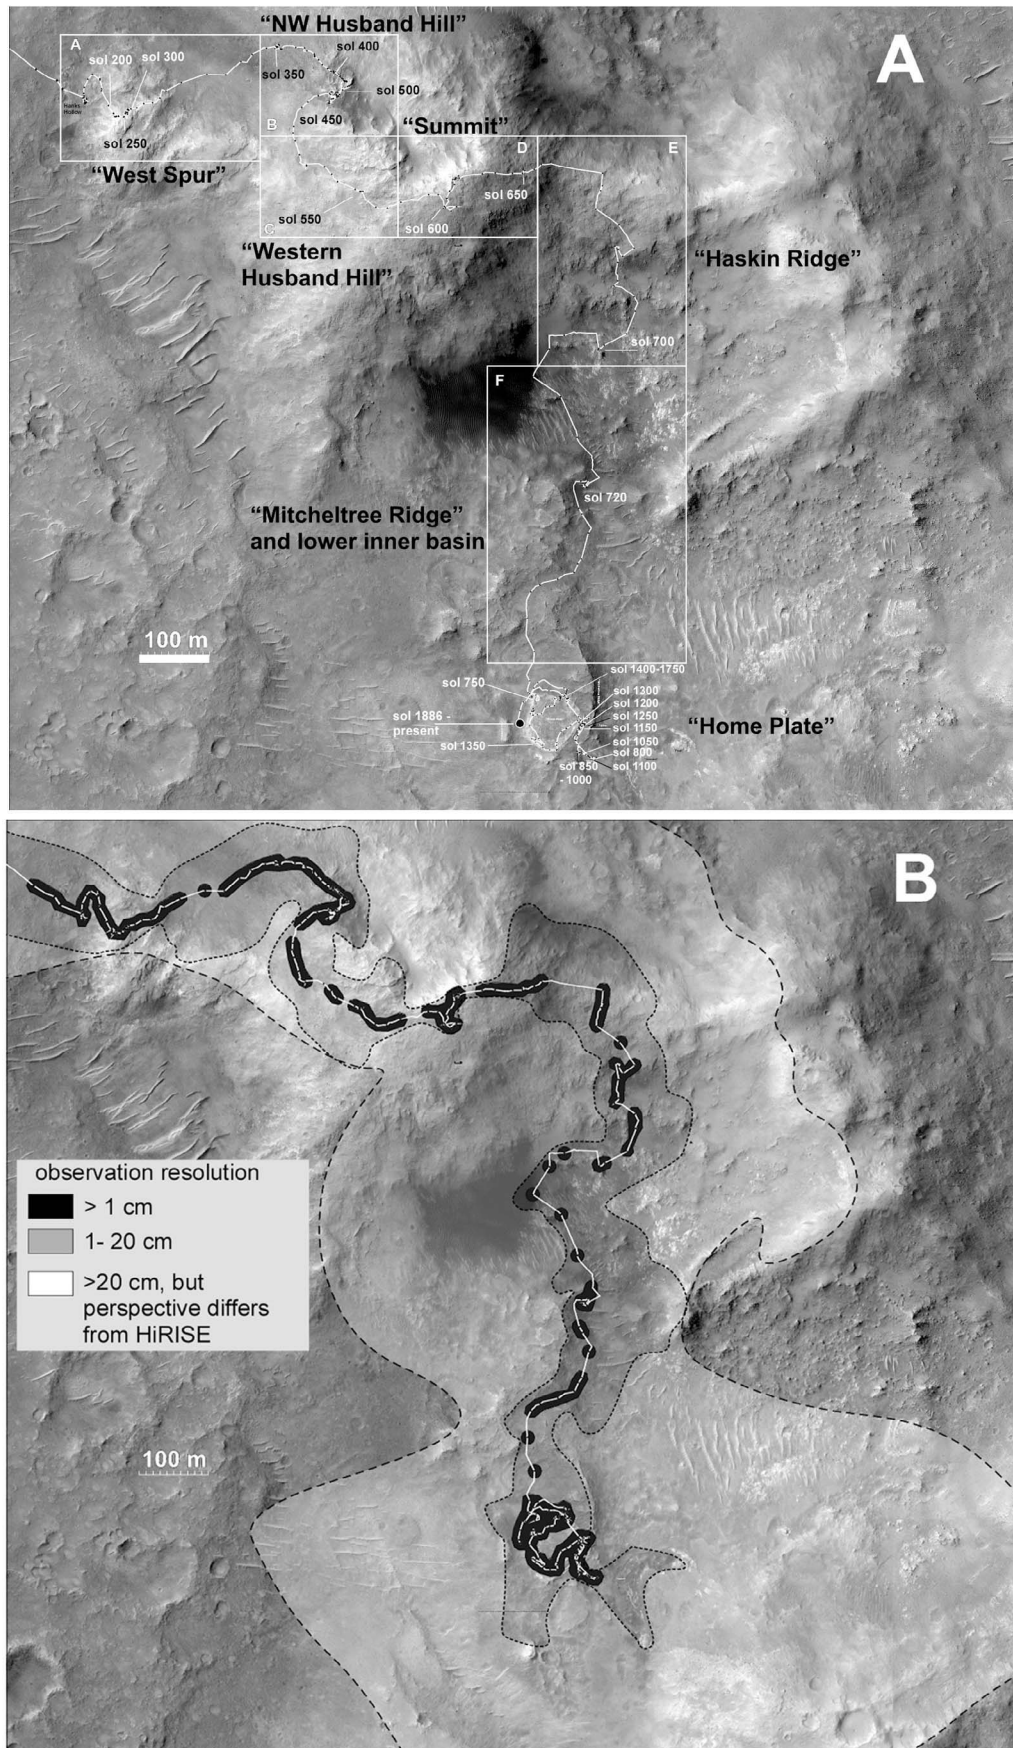 “NW Husband Hill”
A
A
sol 200
sol 300
sol 400
sol 350
sol 500
sol 450
B
sol 250
“Summit”
“West Spur”
D
E
sol 650
sol 550
sol 600
C
“Western
Husband Hill”
“Haskin Ridge”
sol 700
F
sol 720
“Mitcheltree Ridge”
and lower inner basin
100 m
sol 1400-1750
sol 750
sol 1300
sol 1200
sol 1886 -
present
sol 1250
sol 1150
“Home Plate”
sol 1350
sol 1050
sol 800
sol 850
- 1000
sol 1100
B
observation resolution
> 1 cm
1- 20 cm
>20 cm, but
perspective differs
from HiRISE
100 m